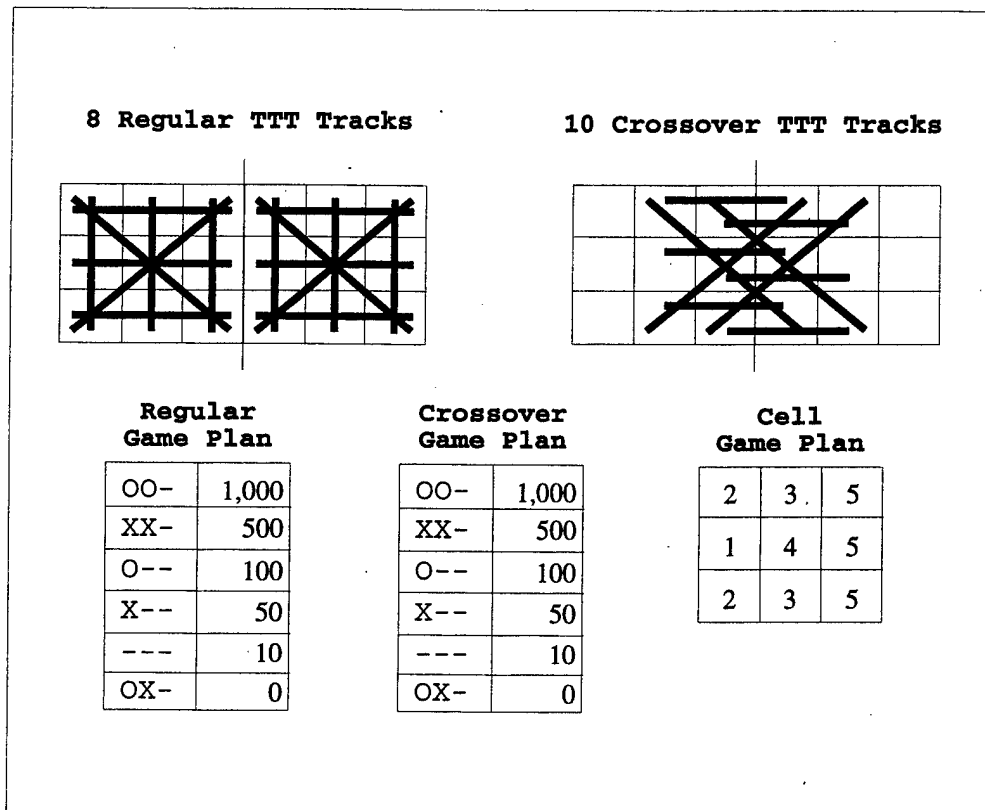 8 Regular TTT Tracks
10 Crossover TTT Tracks
Regular
Game Plan
OO- 1,000
XX- 500
O-- 100
X-- 50
--- 10
OX- 0
Crossover
Game Plan
OO- 1,000
XX- 500
O-- 100
X-- 50
--- 10
OX- 0
Cell
Game Plan
2 3 5
1 4 5
2 3 5